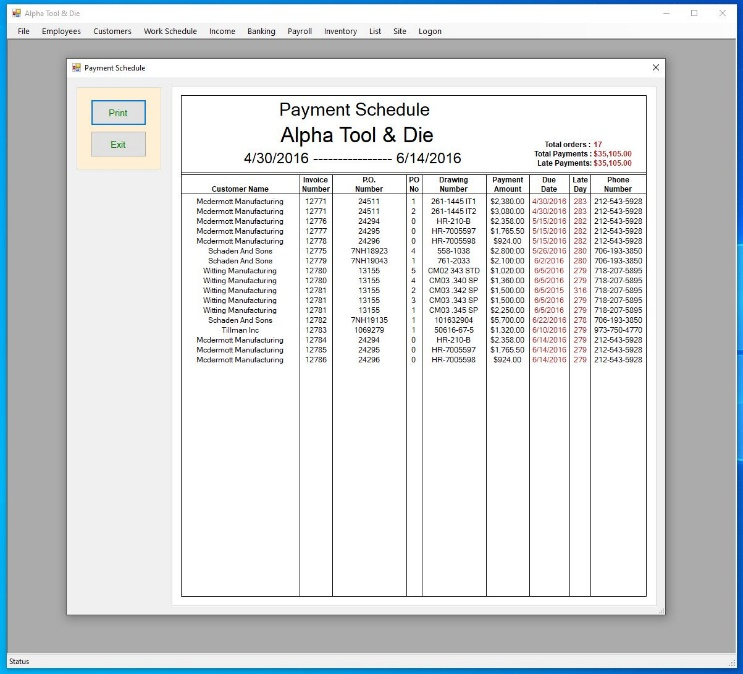 Alpha Tool & Die
File Employees Customers Work Schedule Income Banking Payroll Inventory List Site Logon
Payment Schedule
Print
Exit
Payment Schedule
Alpha Tool & Die
4/30/2016 ---------------- 6/14/2016
Total orders : 17
Total Payments : $35,105.00
Late Payments: $35,105.00
Customer Name Invoice Number P.O. Number PO No Drawing Number Payment Amount Due Date Late Day Phone Number
Mcdermott Manufacturing 12771 24511 1 261-1445 IT1 $2,380.00 4/30/2016 283 212-543-5928
Mcdermott Manufacturing 12771 24511 2 261-1445 IT2 $3,080.00 4/30/2016 283 212-543-5928
Mcdermott Manufacturing 12776 24294 0 HR-210-B $2,358.00 5/15/2016 282 212-543-5928
Mcdermott Manufacturing 12777 24295 0 HR-7005597 $1,765.50 5/15/2016 282 212-543-5928
Mcdermott Manufacturing 12778 24296 0 HR-7005598 $924.00 5/15/2016 282 212-543-5928
Schaden And Sons 12775 7NH18923 4 558-1038 $2,800.00 5/26/2016 280 706-193-3850
Schaden And Sons 12779 7NH19043 1 761-2033 $2,100.00 6/2/2016 280 706-193-3850
Witting Manufacturing 12780 13155 5 CM02 343 STD $1,020.00 6/5/2016 279 718-207-5895
Witting Manufacturing 12780 13155 4 CM03 .340 SP $1,360.00 6/5/2016 279 718-207-5895
Witting Manufacturing 12781 13155 2 CM03 .342 SP $1,500.00 6/5/2015 316 718-207-5895
Witting Manufacturing 12781 13155 3 CM03 .343 SP $1,500.00 6/5/2016 279 718-207-5895
Witting Manufacturing 12781 13155 1 CM03 .345 SP $2,250.00 6/5/2016 279 718-207-5895
Schaden And Sons 12782 7NH19135 1 101632904 $5,700.00 6/22/2016 278 706-193-3850
Tillman Inc 12783 1069279 1 50616-67-5 $1,320.00 6/10/2016 279 973-750-4770
Mcdermott Manufacturing 12784 24294 0 HR-210-B $2,358.00 6/14/2016 279 212-543-5928
Mcdermott Manufacturing 12785 24295 0 HR-7005597 $1,765.50 6/14/2016 279 212-543-5928
Mcdermott Manufacturing 12786 24296 0 HR-7005598 $924.00 6/14/2016 279 212-543-5928
Status